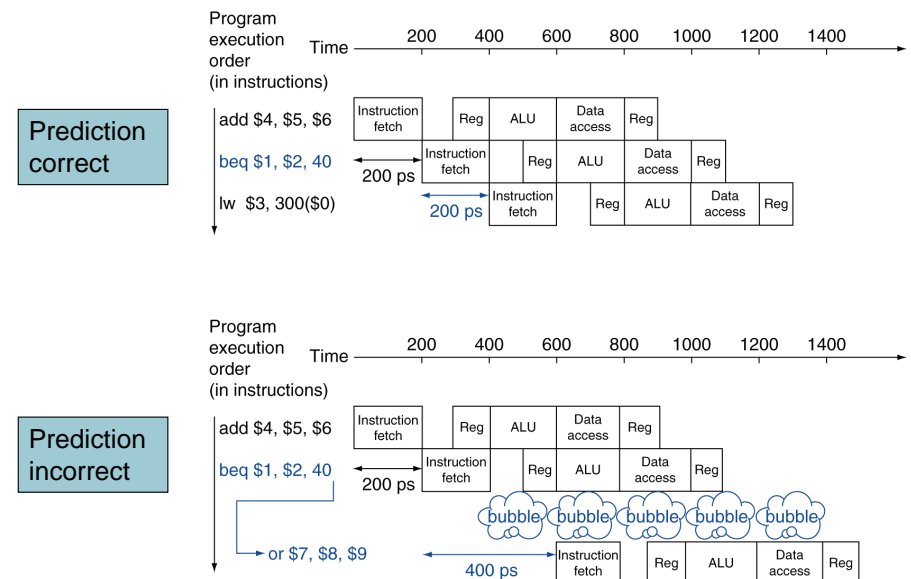 Program
execution
order
(in instructions)
Time
200 400 600 800 1000 1200 1400
Prediction
correct
add $4, $5, $6
Instruction
fetch
Reg
ALU
Data
access
Reg
beq $1, $2, 40
200 ps
Instruction
fetch
Reg
ALU
Data
access
Reg
lw $3, 300($0)
200 ps
Instruction
fetch
Reg
ALU
Data
access
Reg
Program
execution
order
(in instructions)
Time
200 400 600 800 1000 1200 1400
Prediction
incorrect
add $4, $5, $6
Instruction
fetch
Reg
ALU
Data
access
Reg
beq $1, $2, 40
200 ps
Instruction
fetch
Reg
ALU
Data
access
Reg
bubble bubble bubble bubble bubble
or $7, $8, $9
400 ps
Instruction
fetch
Reg
ALU
Data
access
Reg